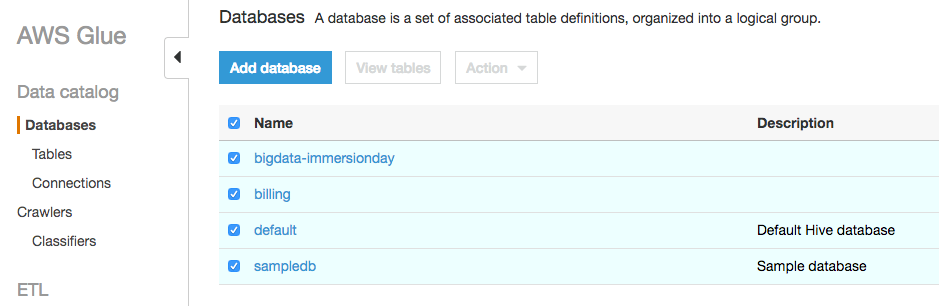 AWS Glue
Data catalog
Databases
Tables
Connections
Crawlers
Classifiers
ETL
Databases A database is a set of associated table definitions, organized into a logical group.
Add database View tables Action
Name Description
bigdata-immersionday
billing
default Default Hive database
sampledb Sample database